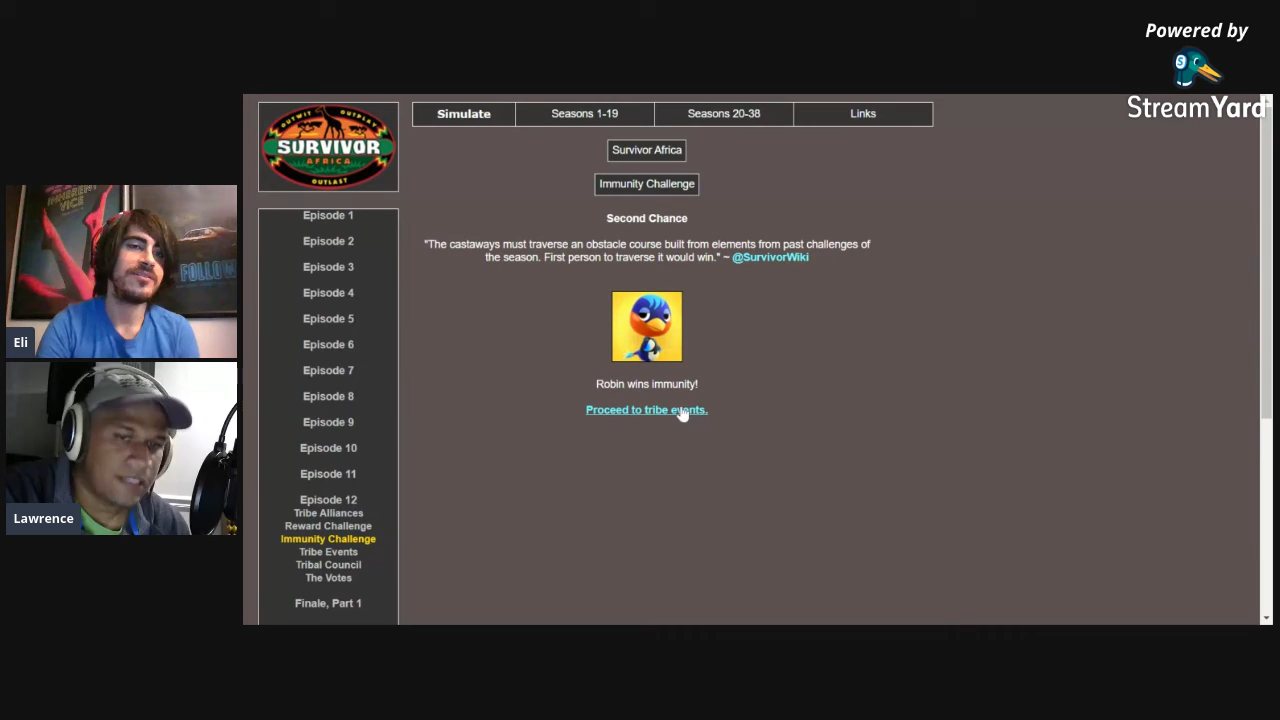 Powered by
StreamYard
OUTWIT OUTPLAY
SURVIVOR
AFRICA
OUTLAST
Simulate
Seasons 1-19
Seasons 20-38
Links
Survivor Africa
Immunity Challenge
Second Chance
"The castaways must traverse an obstacle course built from elements from past challenges of
the season. First person to traverse it would win." ~ @SurvivorWiki
Robin wins immunity!
Proceed to tribe events.
Episode 1
Episode 2
Episode 3
Episode 4
Episode 5
Episode 6
Episode 7
Episode 8
Episode 9
Episode 10
Episode 11
Episode 12
Tribe Alliances
Reward Challenge
Immunity Challenge
Tribe Events
Tribal Council
The Votes
Finale, Part 1
INHERENT
VICE
FOLLOW
Eli
Lawrence